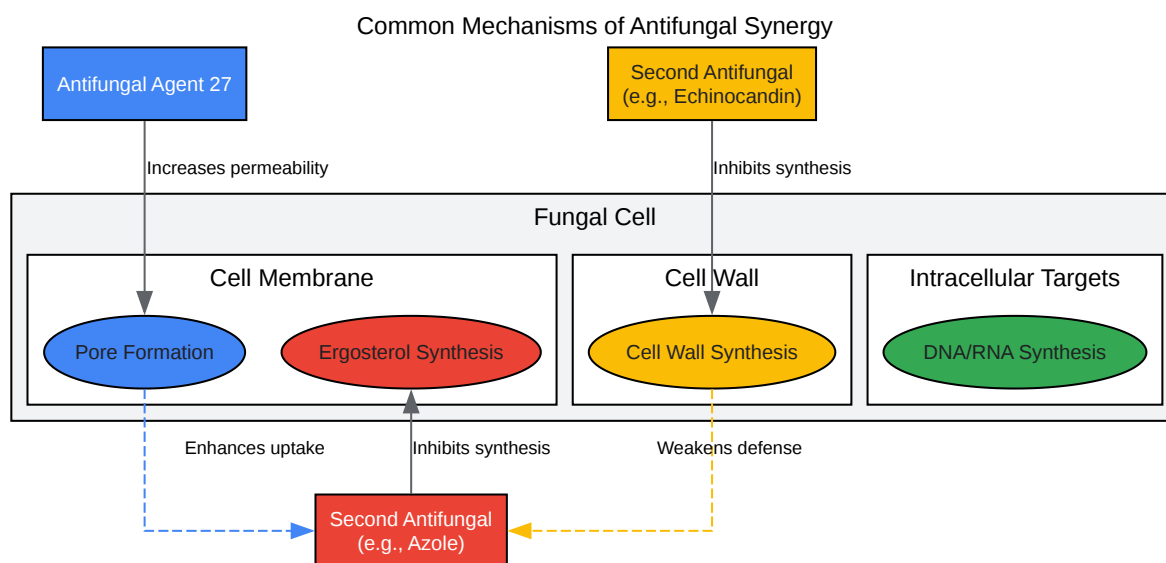 Common Mechanisms of Antifungal Synergy
Antifungal Agent 27
Second Antifungal
(e.g., Echinocandin)
Increases permeability
Inhibits synthesis
Fungal Cell
Cell Membrane
Cell Wall
Intracellular Targets
Pore Formation
Ergosterol Synthesis
Cell Wall Synthesis
DNA/RNA Synthesis
Enhances uptake
Inhibits synthesis
Weakens defense
Second Antifungal
(e.g., Azole)